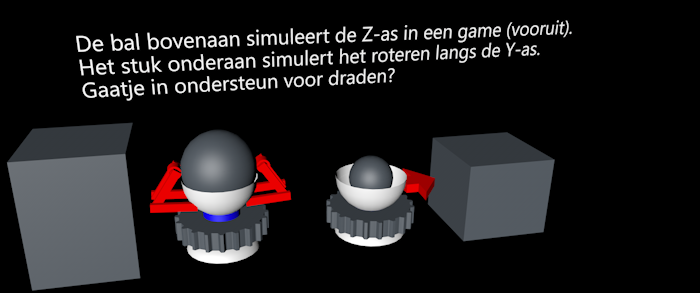 De bal bovenaan simuleert de Z-as in een game (vooruit).
Het stuk onderaan simulert het roteren langs de Y-as.
Gaatje in ondersteun voor draden?